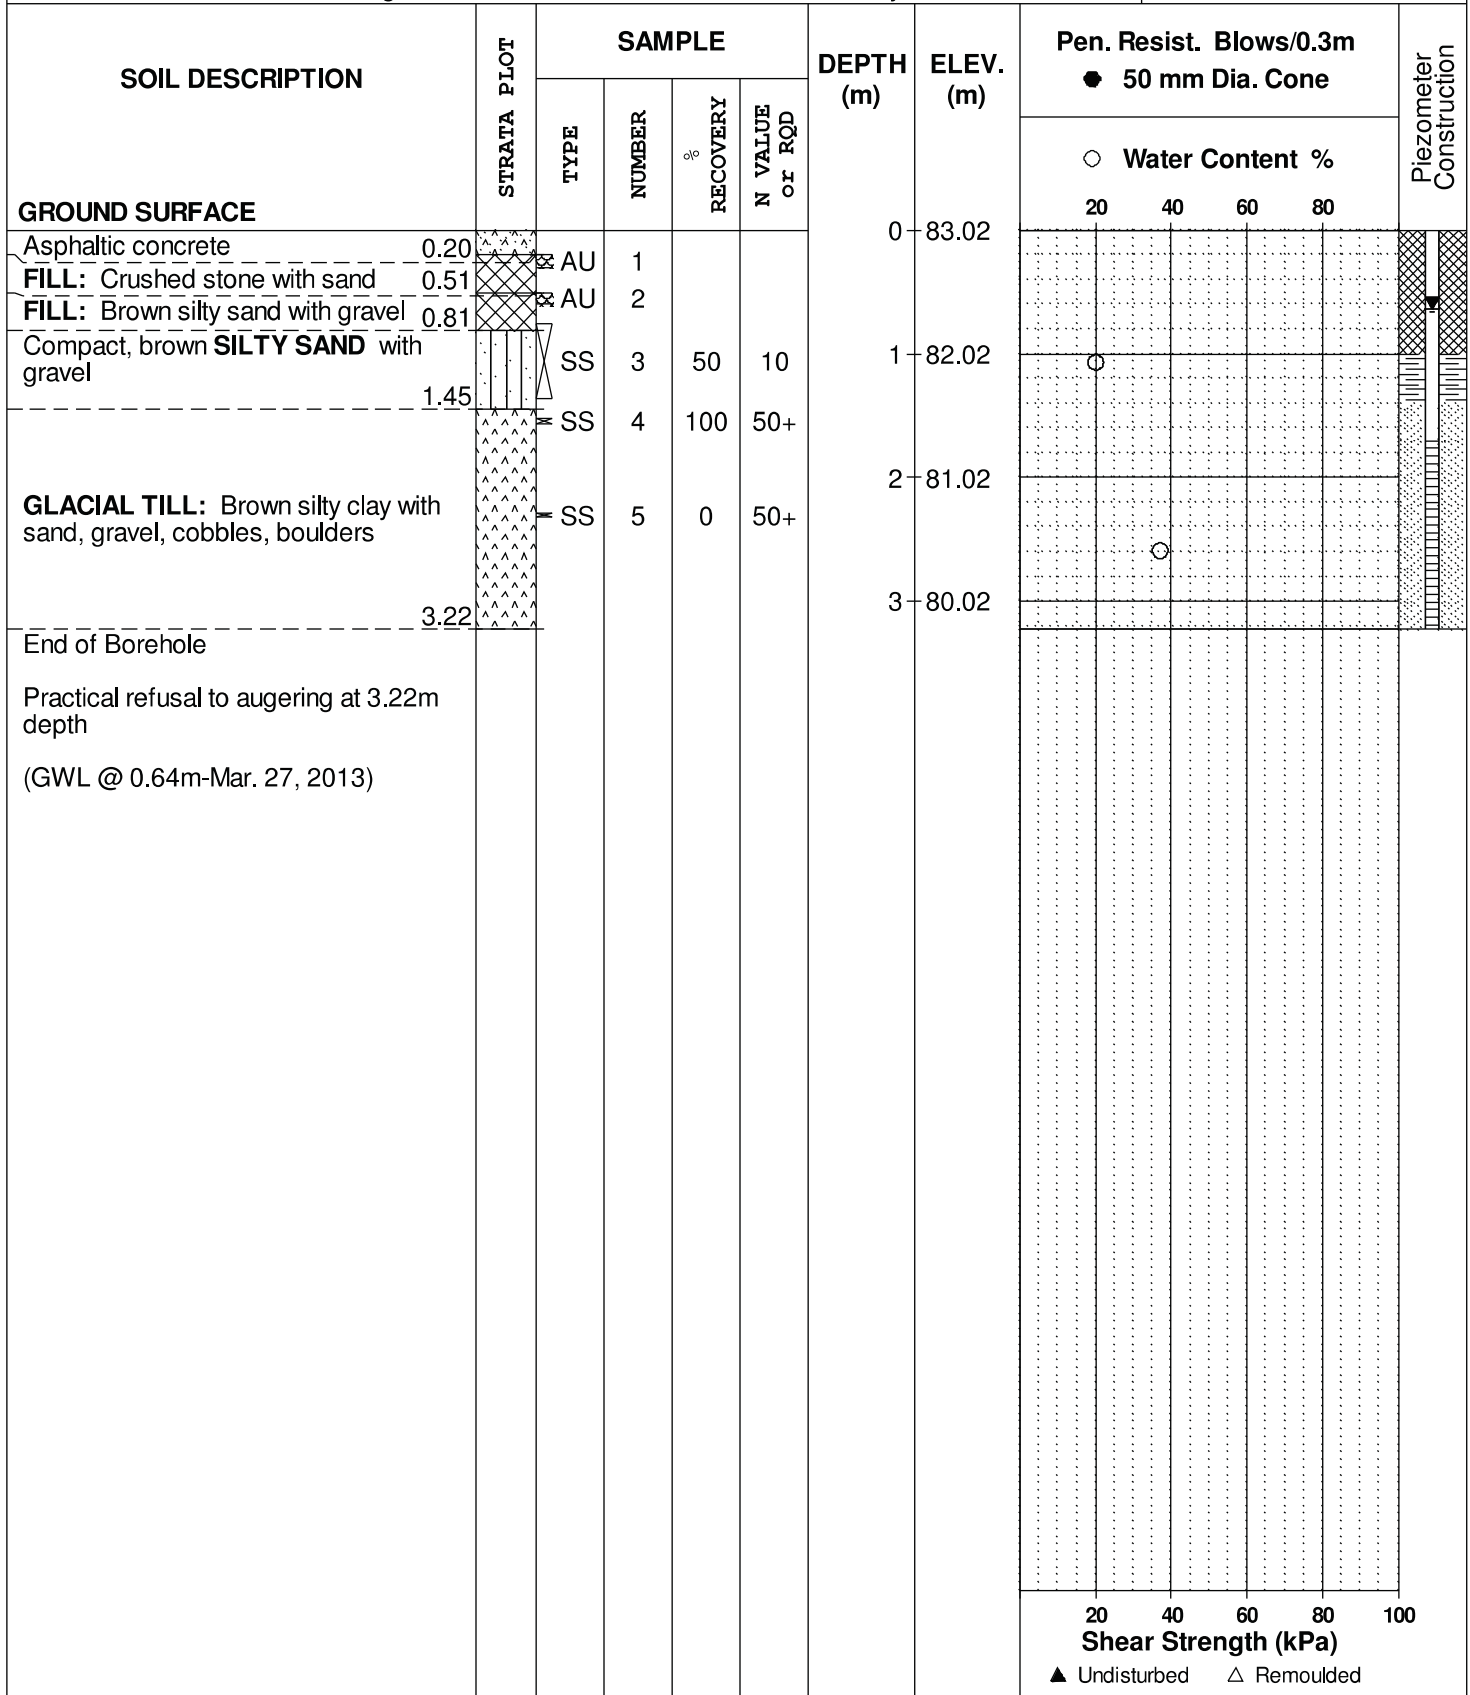 SOIL DESCRIPTION
GROUND SURFACE
STRATA PLOT
SAMPLE
TYPE
NUMBER
% RECOVERY
N VALUE or RQD
DEPTH (m)
ELEV. (m)
Pen. Resist. Blows/0.3m
● 50 mm Dia. Cone
○ Water Content %
20 40 60 80
Piezometer Construction
0 83.02
Asphaltic concrete 0.20
AU 1
FILL: Crushed stone with sand 0.51
AU 2
FILL: Brown silty sand with gravel 0.81
Compact, brown SILTY SAND with
gravel
1.45
SS 3 50 10
1 82.02
SS 4 100 50+
2 81.02
GLACIAL TILL: Brown silty clay with
sand, gravel, cobbles, boulders
SS 5 0 50+
3 80.02
3.22
End of Borehole
Practical refusal to augering at 3.22m
depth
(GWL @ 0.64m-Mar. 27, 2013)
20 40 60 80 100
Shear Strength (kPa)
▲ Undisturbed △ Remoulded